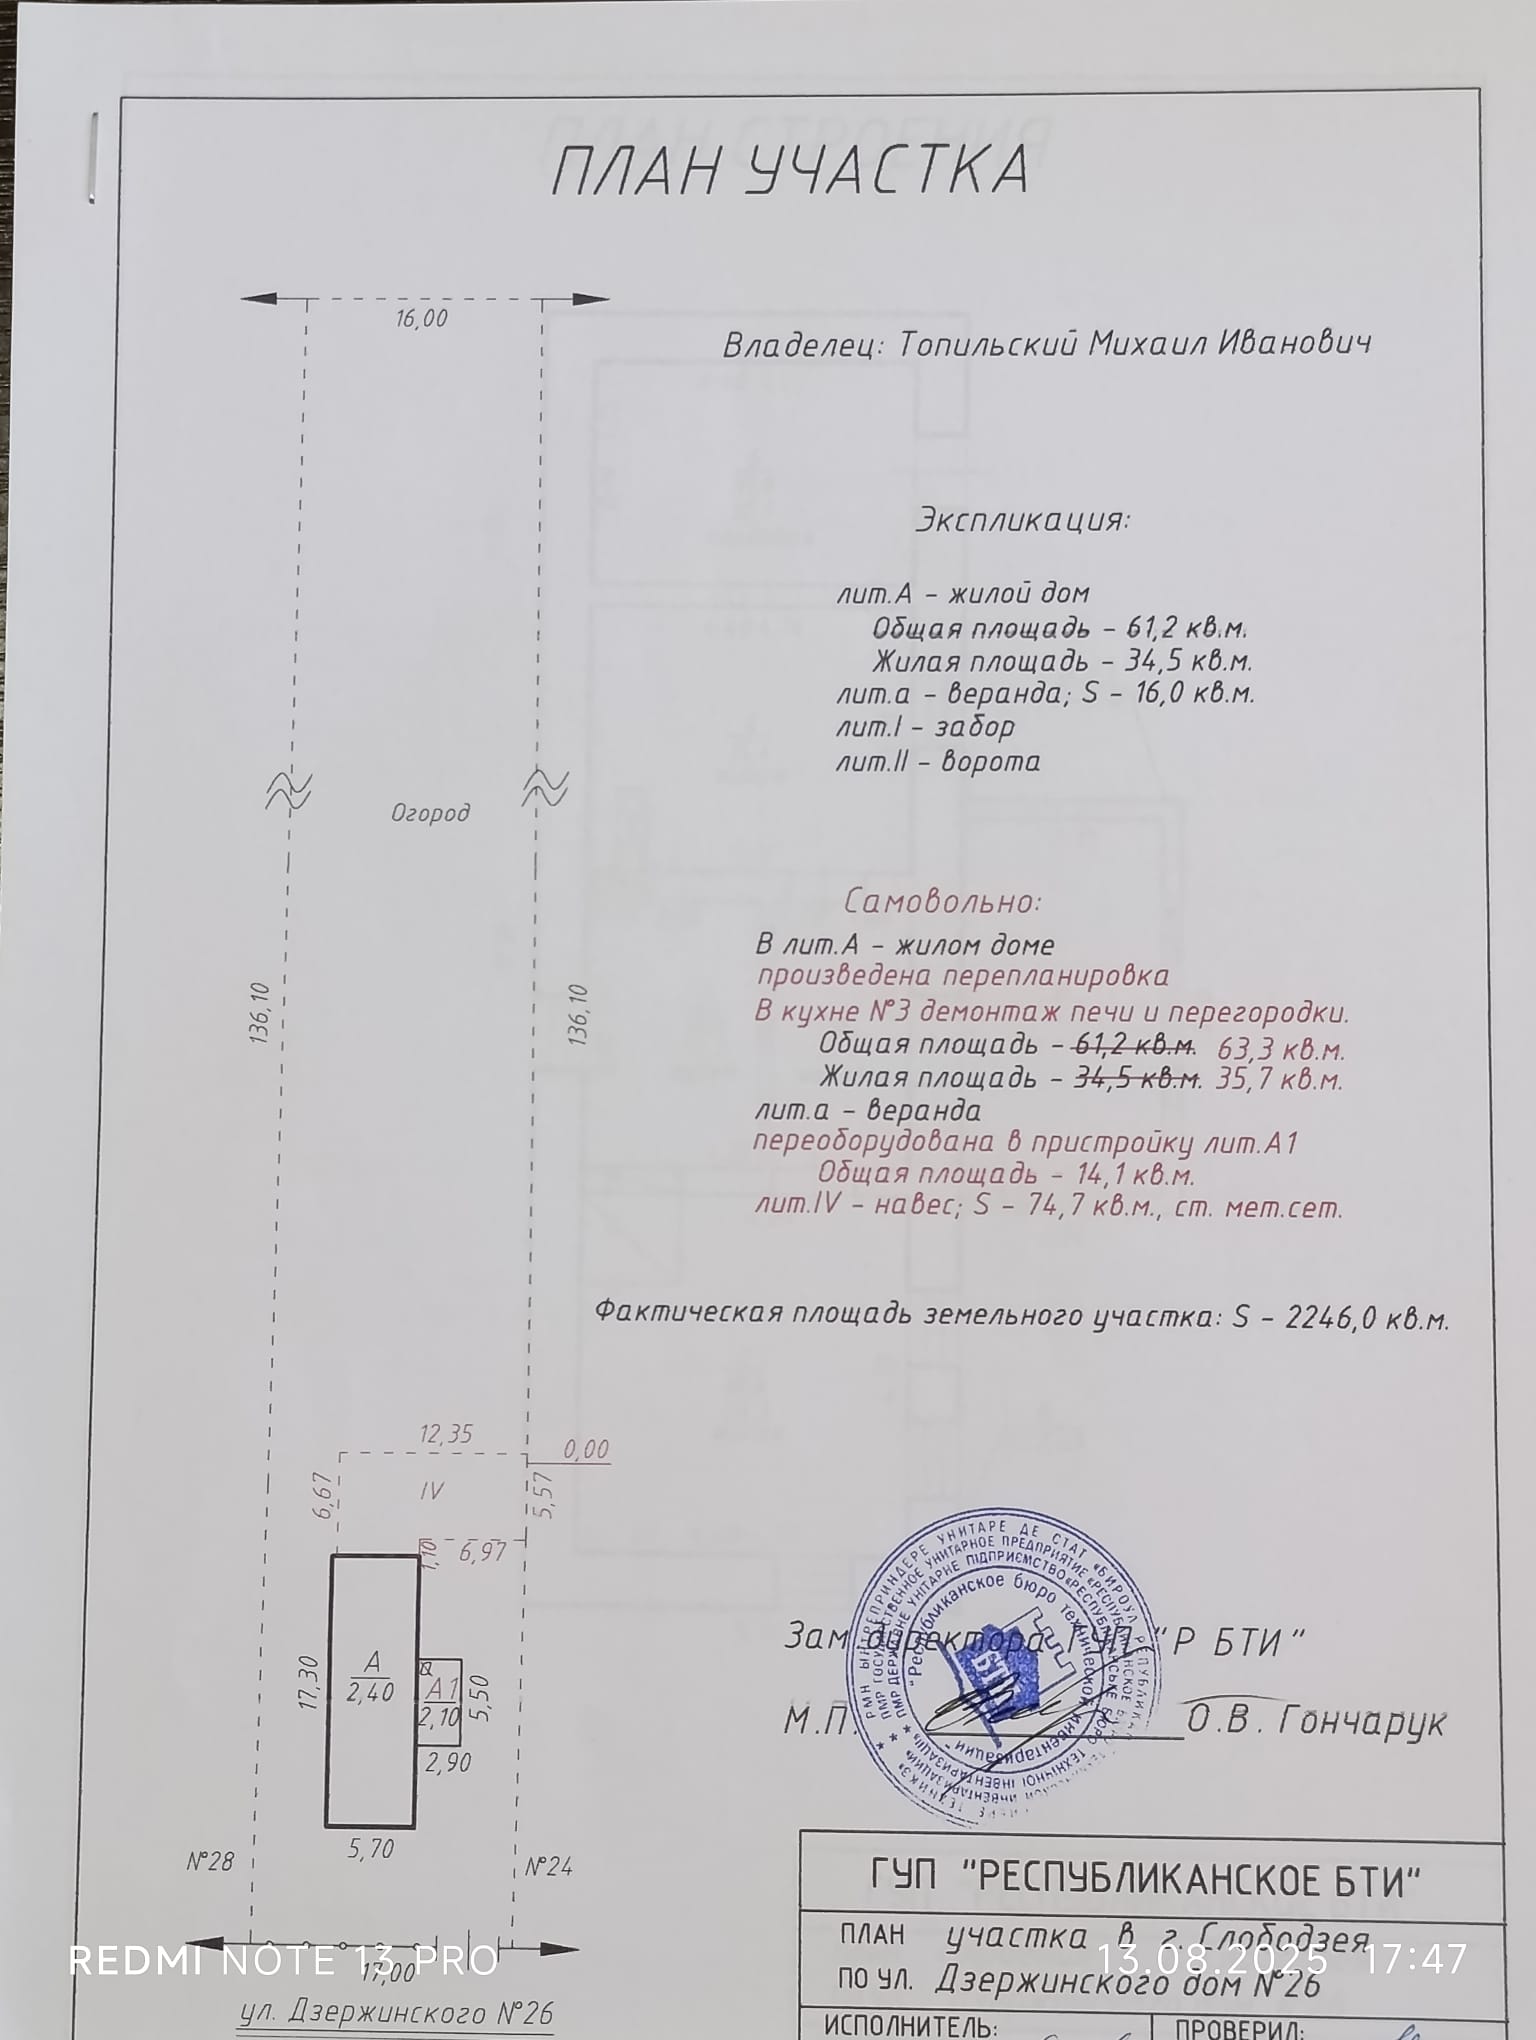 ПЛАН УЧАСТКА
16,00
Владелец: Топильский Михаил Иванович
Экспликация:
лит.А - жилой дом
Общая площадь - 61,2 кв.м.
Жилая площадь - 34,5 кв.м.
лит.а - веранда; S - 16,0 кв.м.
лит.I - забор
лит.II - ворота
Огород
Самовольно:
В лит.А - жилом доме
произведена перепланировка
В кухне №3 демонтаж печи и перегородки.
Общая площадь - 61,2 кв.м. 63,3 кв.м.
Жилая площадь - 34,5 кв.м. 35,7 кв.м.
лит.а - веранда
переоборудована в пристройку лит.А1
Общая площадь - 14,1 кв.м.
лит.IV - навес; S - 74,7 кв.м., ст. мет.сет.
136,10
136,10
Фактическая площадь земельного участка: S - 2246,0 кв.м.
12,35
0,00
6,67
IV
5,57
1,10
6,97
17,30
А
2,40
а
А1
2,10
5,50
2,90
5,70
№28
№24
Зам директора ГУП "Р БТИ"
М.П.
О.В. Гончарук
"Республиканское бюро технической инвентаризации"
БТИ
ГУП "РЕСПУБЛИКАНСКОЕ БТИ"
ПЛАН участка в г. Слободзея
ПО УЛ. Дзержинского дом №26
ИСПОЛНИТЕЛЬ:
ПРОВЕРИЛ:
17,00
ул. Дзержинского №26
REDMI NOTE 13 PRO
13.08.2025 17:47